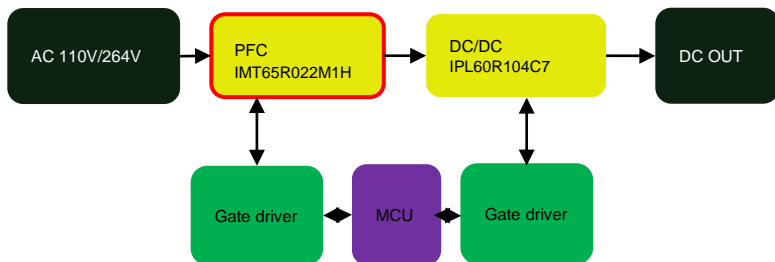 AC 110V/264V
PFC
IMT65R022M1H
DC/DC
IPL60R104C7
DC OUT
Gate driver
MCU
Gate driver